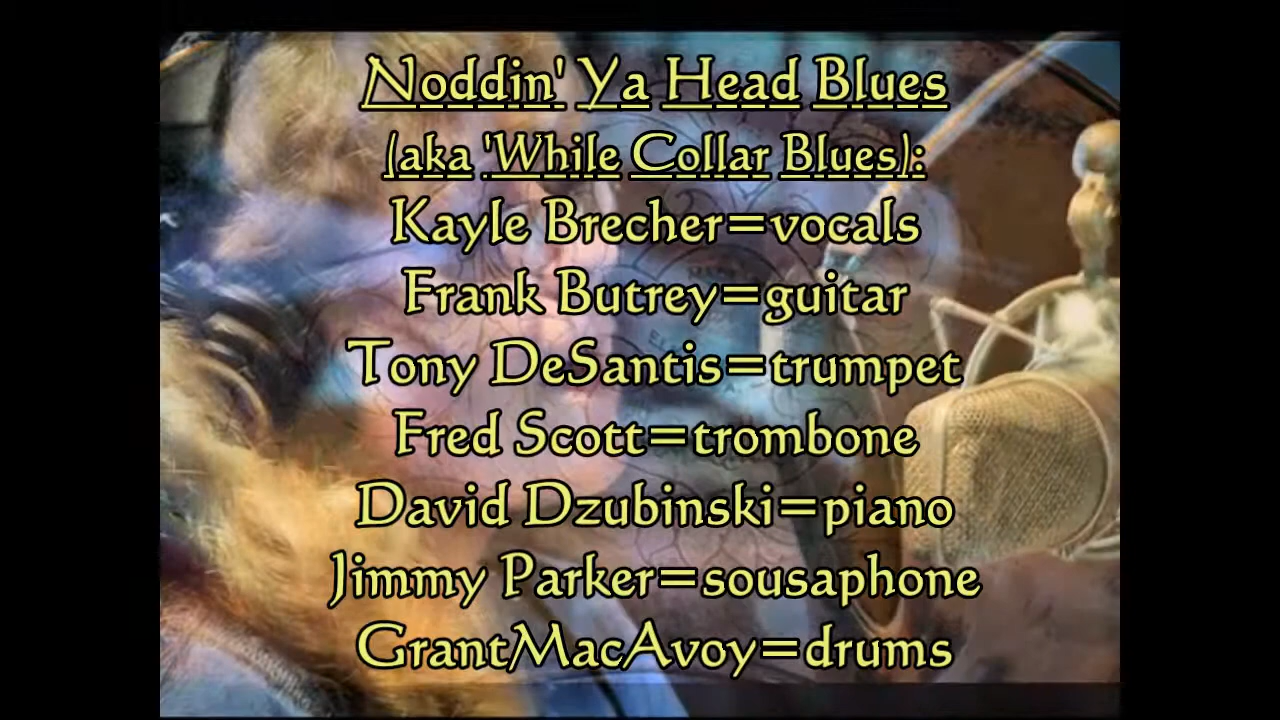 Noddin' Ya Head Blues
(aka 'While Collar Blues):
Kayle Brecher=vocals
Frank Butrey=guitar
Tony DeSantis=trumpet
Fred Scott=trombone
David Dzubinski=piano
Jimmy Parker=sousaphone
GrantMacAvoy=drums